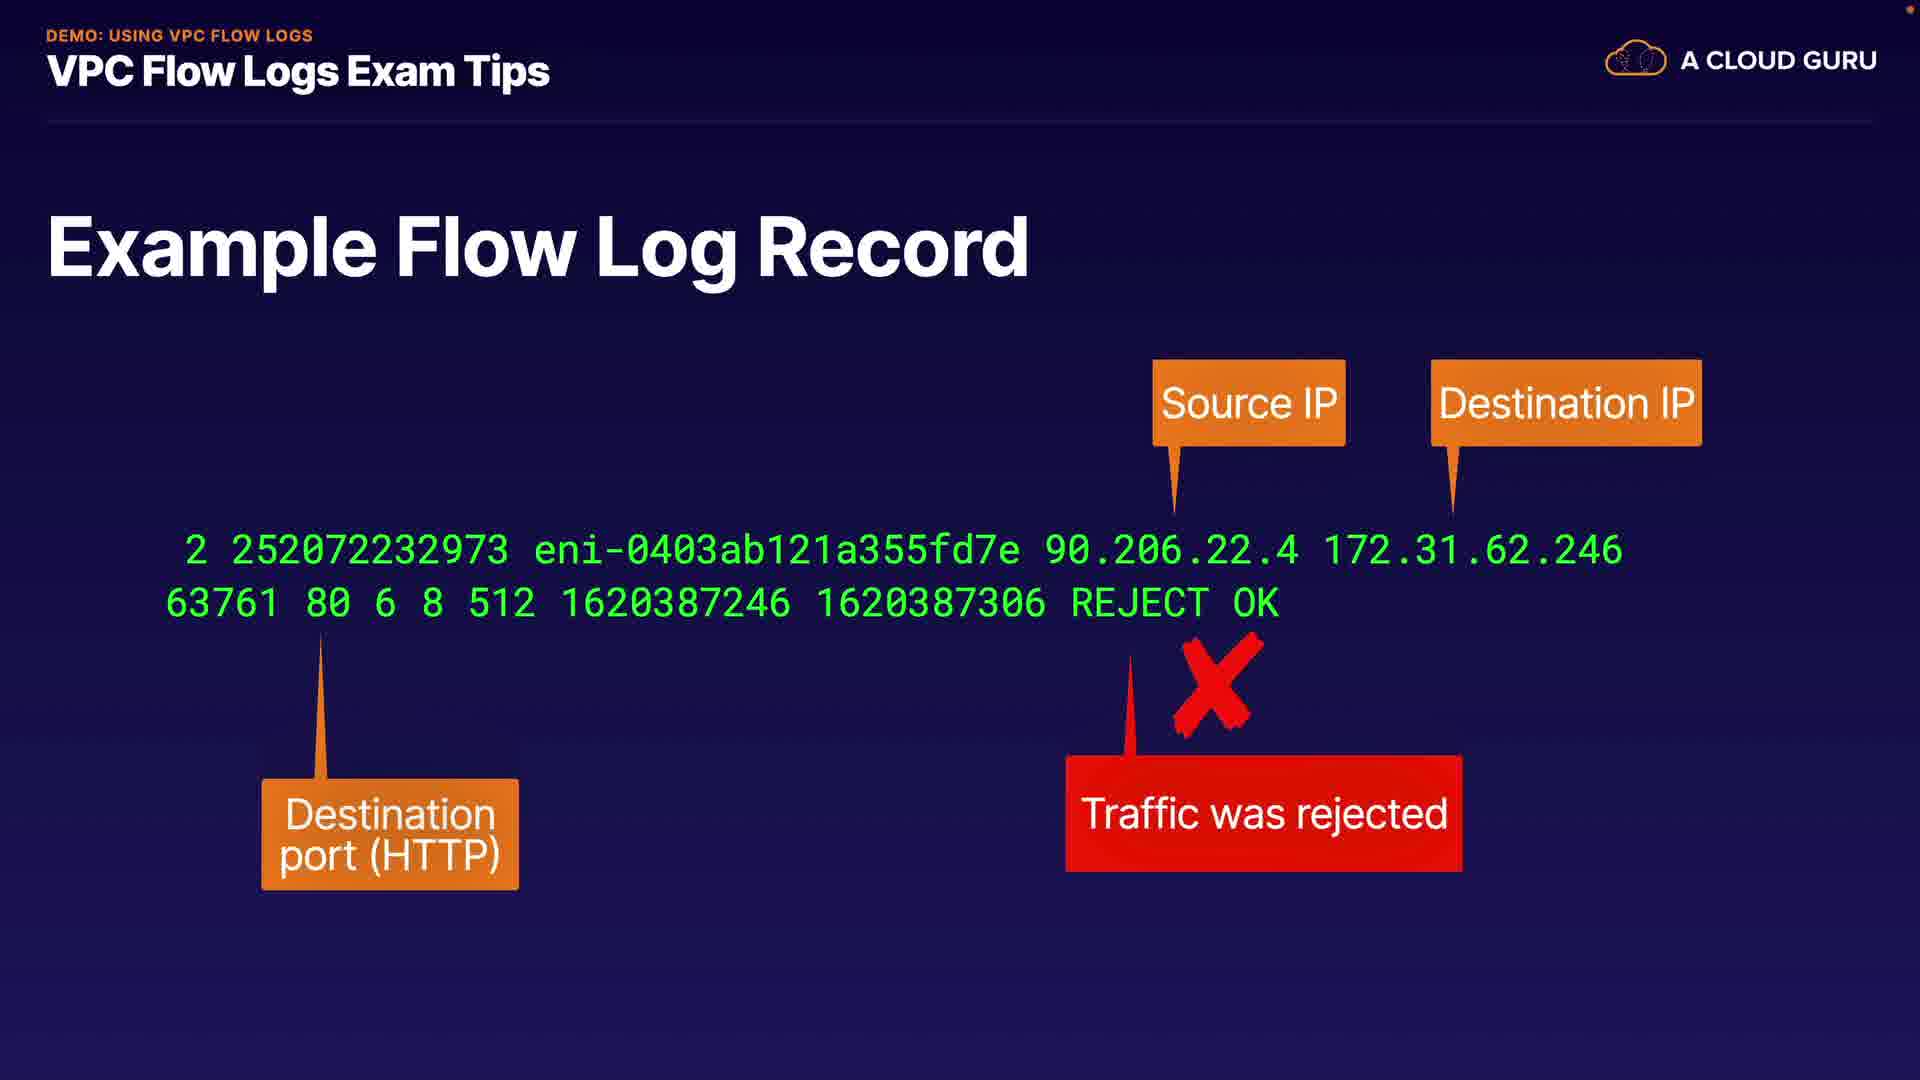 DEMO: USING VPC FLOW LOGS
VPC Flow Logs Exam Tips
A CLOUD GURU
Example Flow Log Record
Source IP
Destination IP
2 252072232973 eni-0403ab121a355fd7e 90.206.22.4 172.31.62.246
63761 80 6 8 512 1620387246 1620387306 REJECT OK
Destination
port (HTTP)
Traffic was rejected